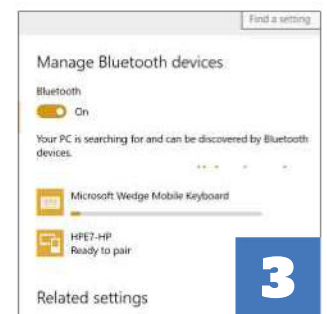 Find a setting
Manage Bluetooth devices
Bluetooth
On
Your PC is searching for and can be discovered by Bluetooth
devices.
Microsoft Wedge Mobile Keyboard
HPE7-HP
Ready to pair
Related settings
3